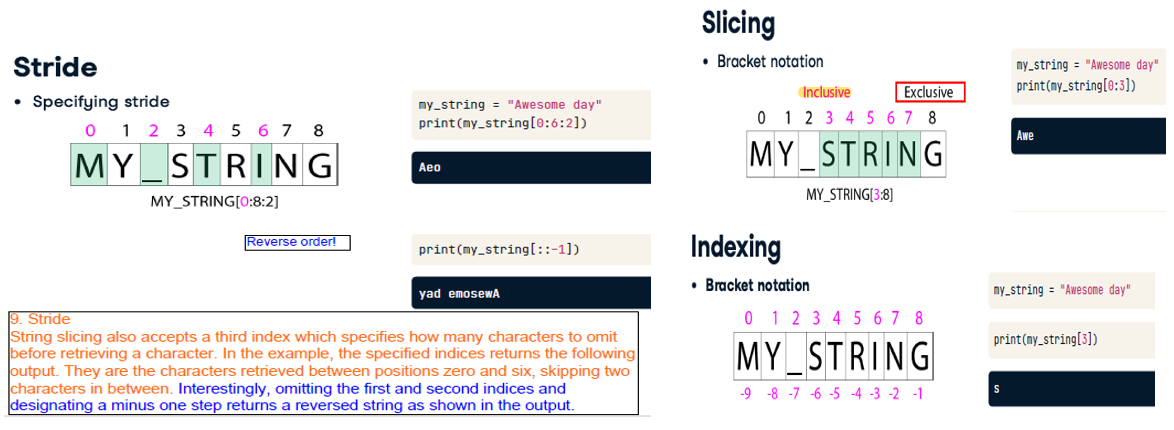 Stride
• Specifying stride
0 1 2 3 4 5 6 7 8
MY_STRING
MY_STRING[0:8:2]
my_string = "Awesome day"
print(my_string[0:6:2])
Aeo
Reverse order!
print(my_string[::-1])
yad emosewA
9. Stride
String slicing also accepts a third index which specifies how many characters to omit
before retrieving a character. In the example, the specified indices returns the following
output. They are the characters retrieved between positions zero and six, skipping two
characters in between. Interestingly, omitting the first and second indices and
designating a minus one step returns a reversed string as shown in the output.
Slicing
• Bracket notation
Inclusive Exclusive
0 1 2 3 4 5 6 7 8
MY_STRING
MY_STRING[3:8]
my_string = "Awesome day"
print(my_string[0:3])
Awe
Indexing
• Bracket notation
0 1 2 3 4 5 6 7 8
MY_STRING
-9 -8 -7 -6 -5 -4 -3 -2 -1
my_string = "Awesome day"
print(my_string[3])
s